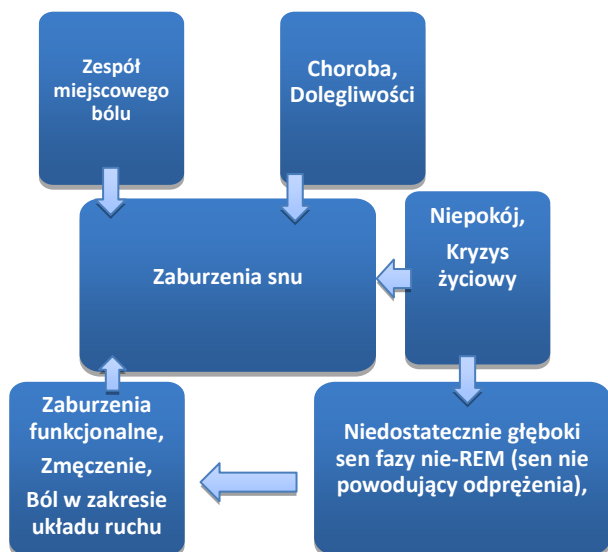 Zespół
miejscowego
bólu
Choroba,
Dolegliwości
Niepokój,
Kryzys
życiowy
Zaburzenia snu
Zaburzenia
funkcjonalne,
Zmęczenie,
Ból w zakresie
układu ruchu
Niedostatecznie głęboki
sen fazy nie-REM (sen nie
powodujący odprężenia),